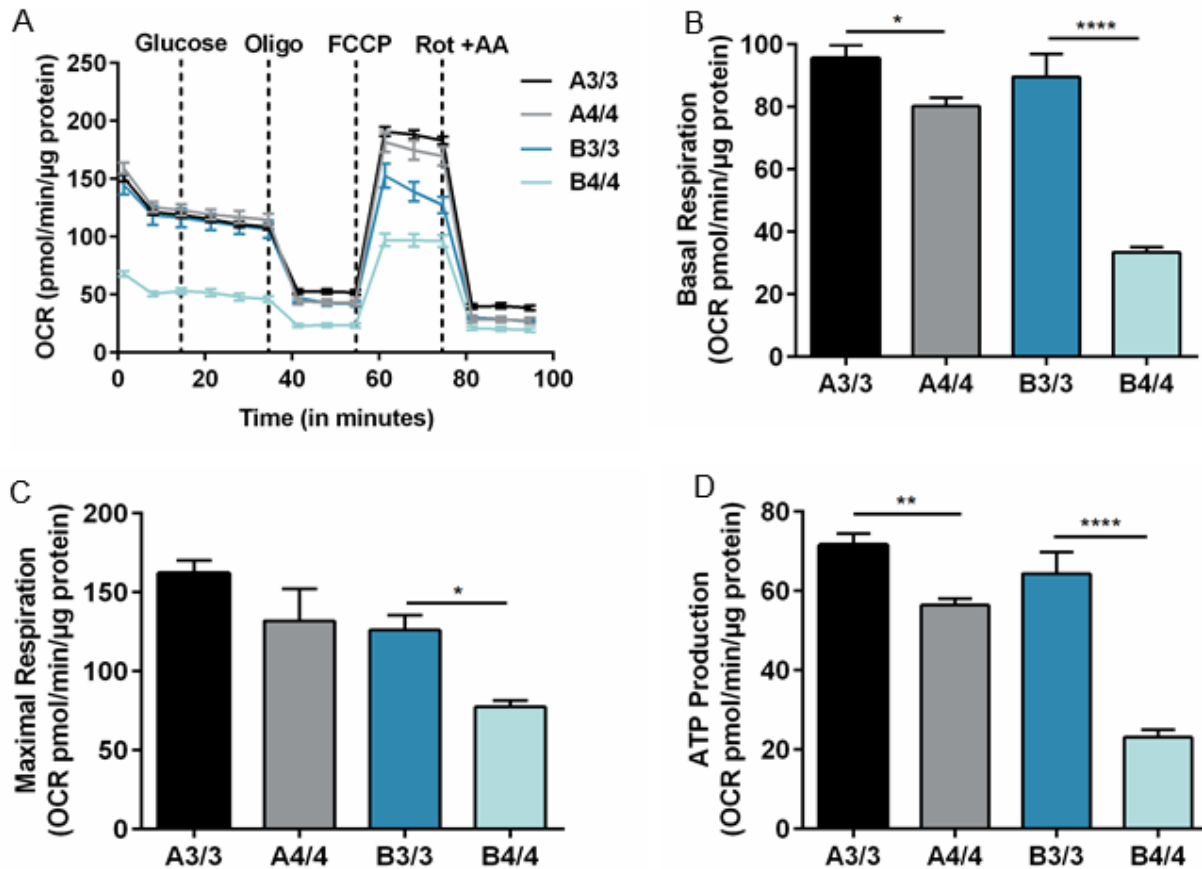 A
Glucose Oligo FCCP Rot +AA
OCR (pmol/min/µg protein)
250
200
150
100
50
0
0 20 40 60 80 100
Time (in minutes)
A3/3
A4/4
B3/3
B4/4
B
Basal Respiration
(OCR pmol/min/µg protein)
100
80
60
40
20
0
*
****
A3/3 A4/4 B3/3 B4/4
C
Maximal Respiration
(OCR pmol/min/µg protein)
200
150
100
50
0
*
A3/3 A4/4 B3/3 B4/4
D
ATP Production
(OCR pmol/min/µg protein)
80
60
40
20
0
**
****
A3/3 A4/4 B3/3 B4/4